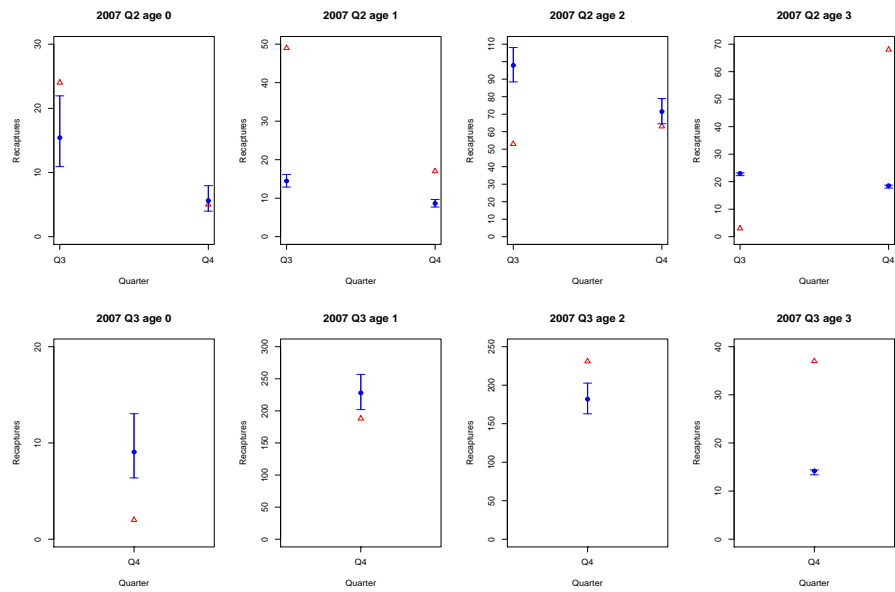 2007 Q2 age 0
2007 Q2 age 1
2007 Q2 age 2
2007 Q2 age 3
Recaptures
0 10 20 30
Q3 Q4
Quarter
Recaptures
0 10 20 30 40 50
Q3 Q4
Quarter
Recaptures
0 10 20 30 40 50 60 70 90 110
Q3 Q4
Quarter
Recaptures
0 10 20 30 40 50 60 70
Q3 Q4
Quarter
2007 Q3 age 0
2007 Q3 age 1
2007 Q3 age 2
2007 Q3 age 3
Recaptures
0 10 20
Q4
Quarter
Recaptures
0 50 100 150 200 250 300
Q4
Quarter
Recaptures
0 50 100 150 200 250
Q4
Quarter
Recaptures
0 10 20 30 40
Q4
Quarter